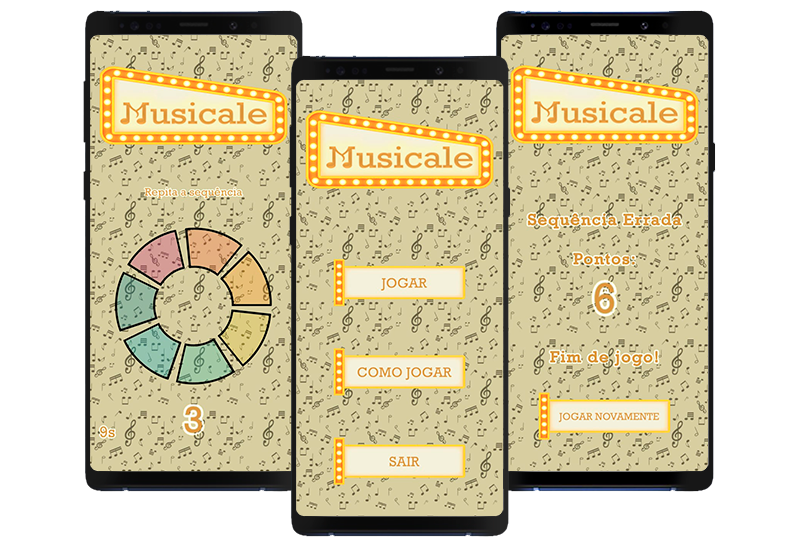 Musicale
Repita a sequência
3
9s
Musicale
JOGAR
COMO JOGAR
SAIR
Musicale
Sequência Errada
Pontos:
6
Fim de jogo!
JOGAR NOVAMENTE